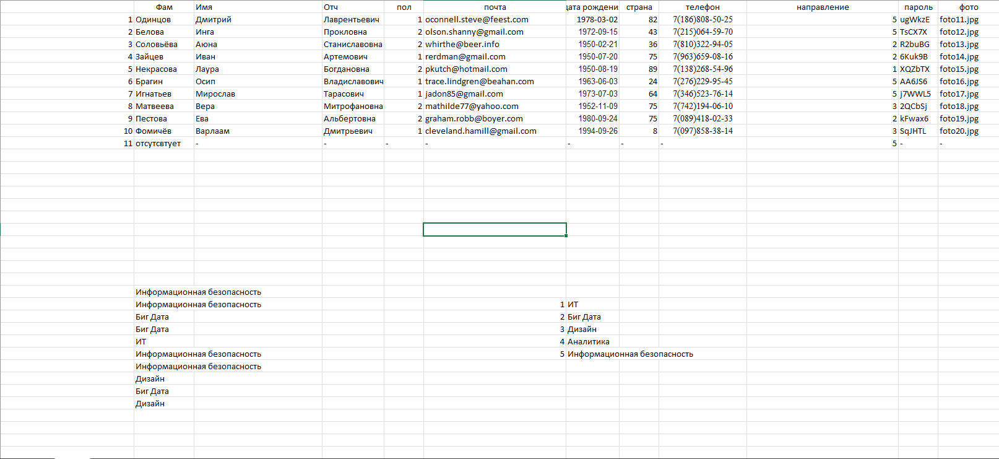 Фам Имя Отч пол почта дата рождени страна телефон направление пароль фото
1 Одинцов Дмитрий Лаврентьевич 1 oconnell.steve@feest.com 1978-03-02 82 7(186)808-50-25 5 ugWkzE foto11.jpg
2 Белова Инга Прокловна 2 olson.shanny@gmail.com 1972-09-15 43 7(215)064-59-70 5 TsCX7X foto12.jpg
3 Соловьёва Аюна Станиславовна 2 whirthe@beer.info 1950-02-21 36 7(810)322-94-05 2 R2buBG foto13.jpg
4 Зайцев Иван Артемович 1 rerdman@gmail.com 1950-07-20 75 7(963)659-08-16 2 6Kuk9B foto14.jpg
5 Некрасова Лаура Богдановна 2 pkutch@hotmail.com 1950-08-19 89 7(138)268-54-96 1 XQZbTX foto15.jpg
6 Брагин Осип Владиславович 1 trace.lindgren@beahan.com 1963-06-03 24 7(276)229-95-45 5 AA6JS6 foto16.jpg
7 Игнатьев Мирослав Тарасович 1 jadon85@gmail.com 1973-07-03 64 7(346)523-76-14 5 j7WWL5 foto17.jpg
8 Матвеева Вера Митрофановна 2 mathilde77@yahoo.com 1952-11-09 75 7(742)194-06-10 3 2QCbSj foto18.jpg
9 Пестова Ева Альбертовна 2 graham.robb@boyer.com 1980-09-24 75 7(089)418-02-33 2 kFwax6 foto19.jpg
10 Фомичёв Варлаам Дмитрьевич 1 cleveland.hamill@gmail.com 1994-09-26 8 7(097)858-38-14 3 SqJHTL foto20.jpg
11 отсутсвтует - - - - - - - 5 - -
Информационная безопасность
Информационная безопасность 1 ИТ
Биг Дата 2 Биг Дата
Биг Дата 3 Дизайн
ИТ 4 Аналитика
Информационная безопасность 5 Информационная безопасность
Информационная безопасность
Дизайн
Биг Дата
Дизайн